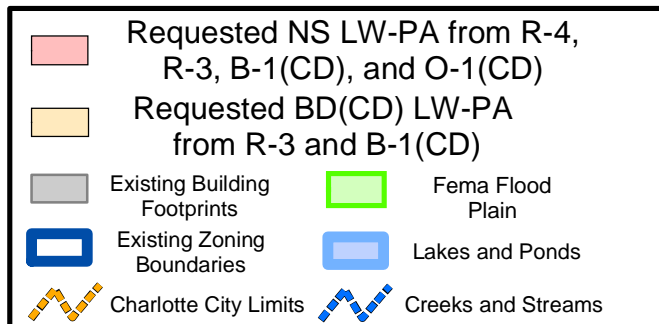 Requested NS LW-PA from R-4,
R-3, B-1(CD), and O-1(CD)
Requested BD(CD) LW-PA
from R-3 and B-1(CD)
Existing Building
Footprints
Fema Flood
Plain
Existing Zoning
Boundaries
Lakes and Ponds
Charlotte City Limits
Creeks and Streams